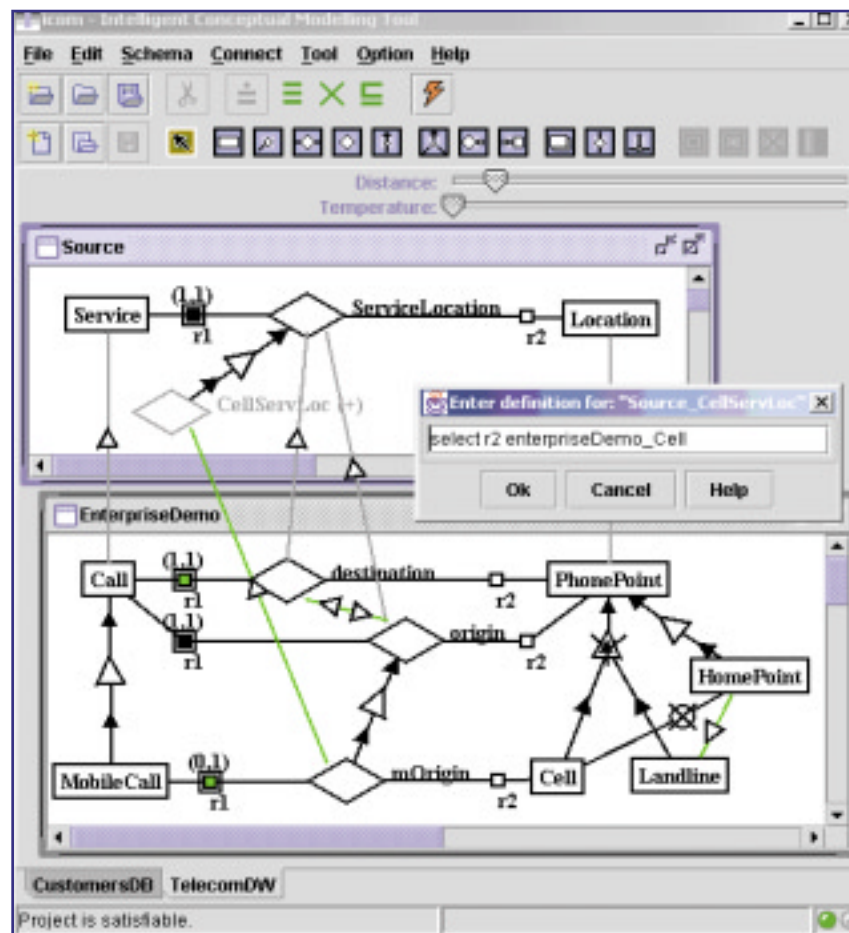 icom - Intelligent Conceptual Modelling Tool
File Edit Schema Connect Tool Option Help
Distance:
Temperature:
Source
(1,1)
Service
ServiceLocation
Location
r1
r2
CellServLoc (+)
Enter definition for: "Source_CellServLoc"
select r2 enterpriseDemo_Cell
Ok Cancel Help
EnterpriseDemo
(1,1)
Call
destination
PhonePoint
r1
r2
(1,1)
origin
r1
r2
HomePoint
(0,1)
MobileCall
mOrigin
Cell
Landline
r1
r2
CustomersDB TelecomDW
Project is satisfiable.